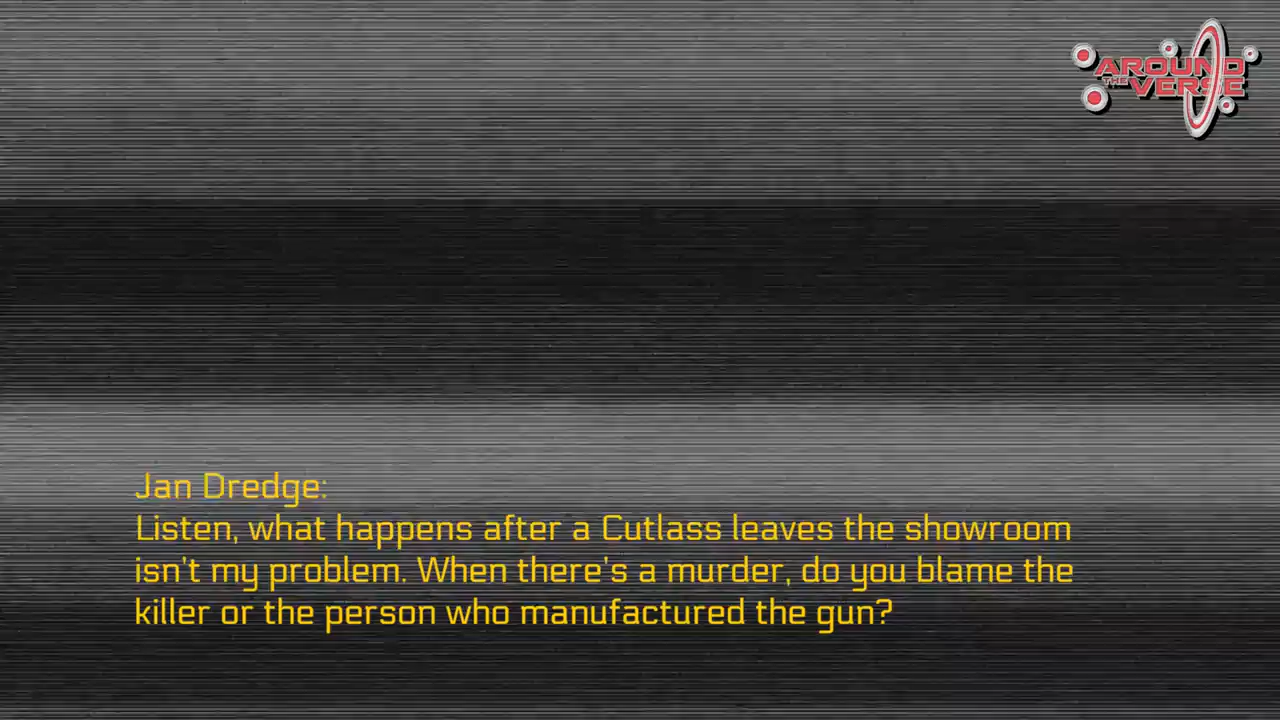 AROUND
THE VERSE
Jan Dredge:
Listen, what happens after a Cutlass leaves the showroom
isn't my problem. When there's a murder, do you blame the
killer or the person who manufactured the gun?